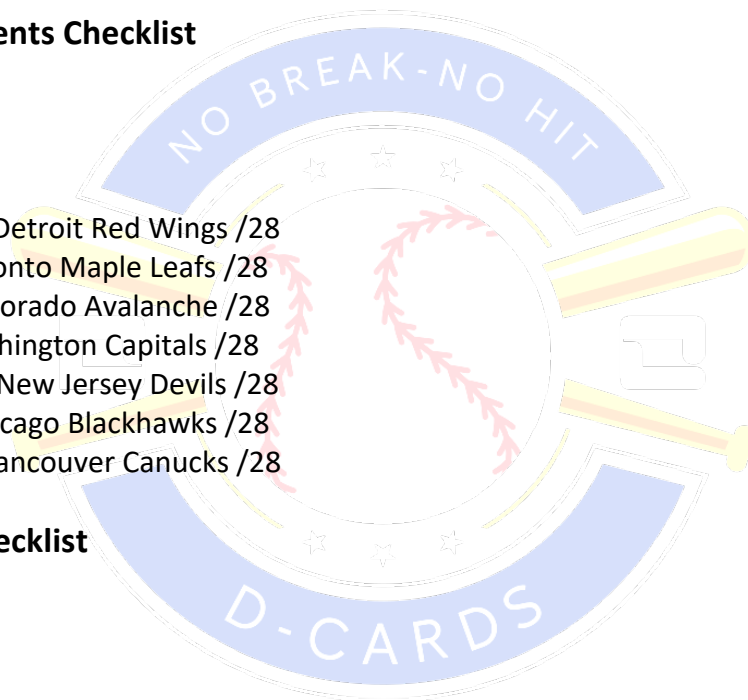 ents Checklist
NO BREAK-NO HIT
Detroit Red Wings /28
onto Maple Leafs /28
orado Avalanche /28
hington Capitals /28
New Jersey Devils /28
cago Blackhawks /28
ancouver Canucks /28
ecklist
D-CARDS